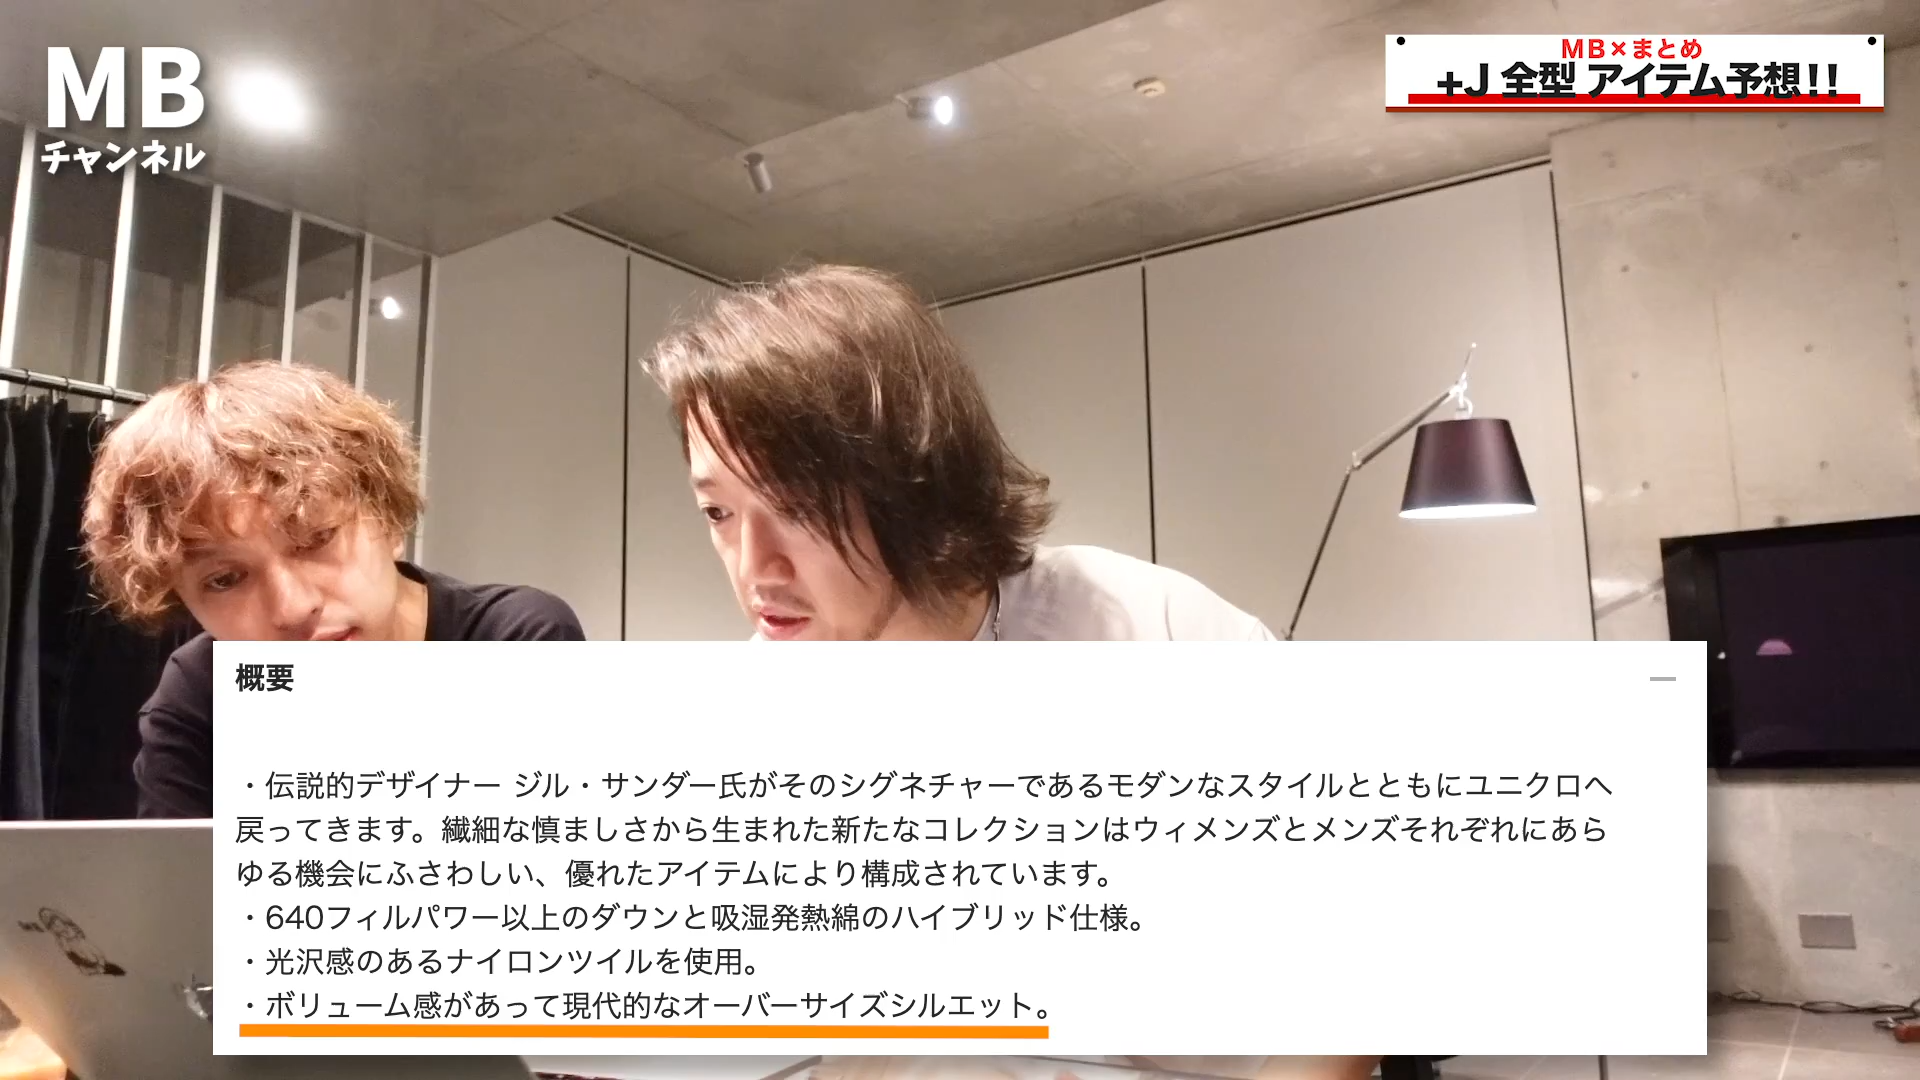 MB
チャンネル
MB×まとめ
+J 全型 アイテム予想!!
概要
・伝説的デザイナー ジル・サンダー氏がそのシグネチャーであるモダンなスタイルとともにユニクロへ
戻ってきます。繊細な慎ましさから生まれた新たなコレクションはウィメンズとメンズそれぞれにあら
ゆる機会にふさわしい、優れたアイテムにより構成されています。
・640フィルパワー以上のダウンと吸湿発熱綿のハイブリッド仕様。
・光沢感のあるナイロンツイルを使用。
・ボリューム感があって現代的なオーバーサイズシルエット。